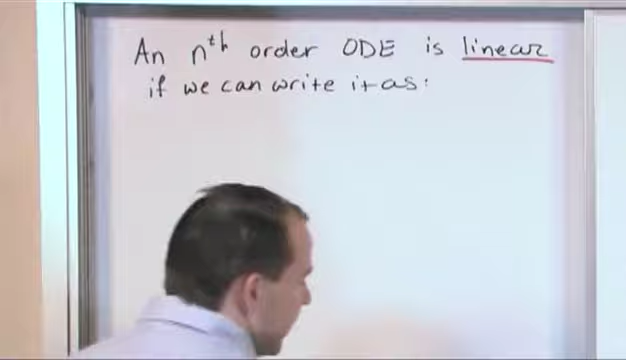 An nth order ODE is linear
if we can write it as: